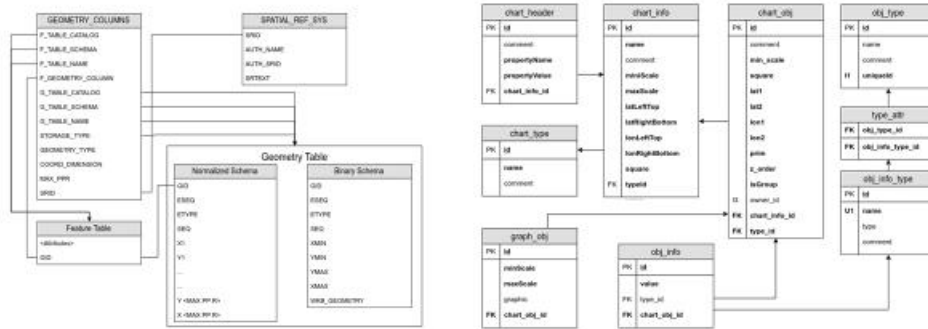 GEOMETRY_COLUMNS
F_TABLE_CATALOG
F_TABLE_SCHEMA
F_TABLE_NAME
F_GEOMETRY_COLUMN
G_TABLE_CATALOG
G_TABLE_SCHEMA
G_TABLE_NAME
STORAGE_TYPE
GEOMETRY_TYPE
COORD_DIMENSION
MAX_PPR
SRID
SPATIAL_REF_SYS
SRID
AUTH_NAME
AUTH_SRID
SRTEXT
Feature Table
<Attributes>
GID
Geometry Table
Normalized Schema
GID
ESEQ
ETYPE
SEQ
X1
Y1
...
Y <MAX PP R>
X <MAX PP R>
Binary Schema
GID
ESEQ
ETYPE
SEQ
XMIN
YMIN
YMAX
XMAX
WKB_GEOMETRY
chart_header
PK id
comment
propertyName
propertyValue
FK chart_info_id
chart_type
PK id
name
comment
graph_obj
PK id
minScale
maxScale
graphic
FK chart_obj_id
chart_info
PK id
name
comment
miniScale
maxScale
latLeftTop
latRightBottom
lonLeftTop
lonRightBottom
square
FK typeId
obj_info
PK id
value
FK type_id
FK chart_obj_id
chart_obj
PK id
comment
min_scale
square
lat1
lat2
lon1
lon2
prim
z_order
isGroup
owner_id
FK chart_info_id
FK type_id
obj_type
PK id
name
comment
I1 uniqueId
type_attr
FK obj_type_id
FK obj_info_type_id
obj_info_type
PK id
U1 name
type
comment